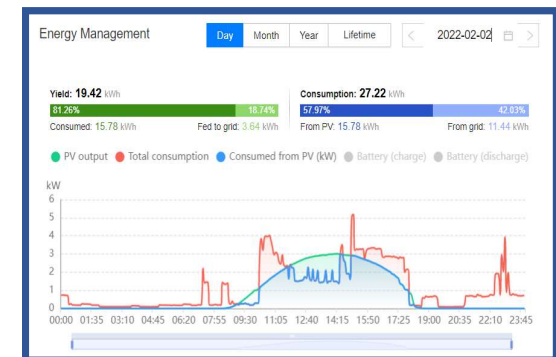 Energy Management Day Month Year Lifetime < 2022-02-02 >
Yield: 19.42 kWh Consumption: 27.22 kWh
81.26% 18.74% 57.97% 42.03%
Consumed: 15.78 kWh Fed to grid: 3.64 kWh From PV: 15.78 kWh From grid: 11.44 kWh
PV output Total consumption Consumed from PV (kW) Battery (charge) Battery (discharge)
kW
6
5
4
3
2
1
0
00:00 01:35 03:10 04:45 06:20 07:55 09:30 11:05 12:40 14:15 15:50 17:25 19:00 20:35 22:10 23:45